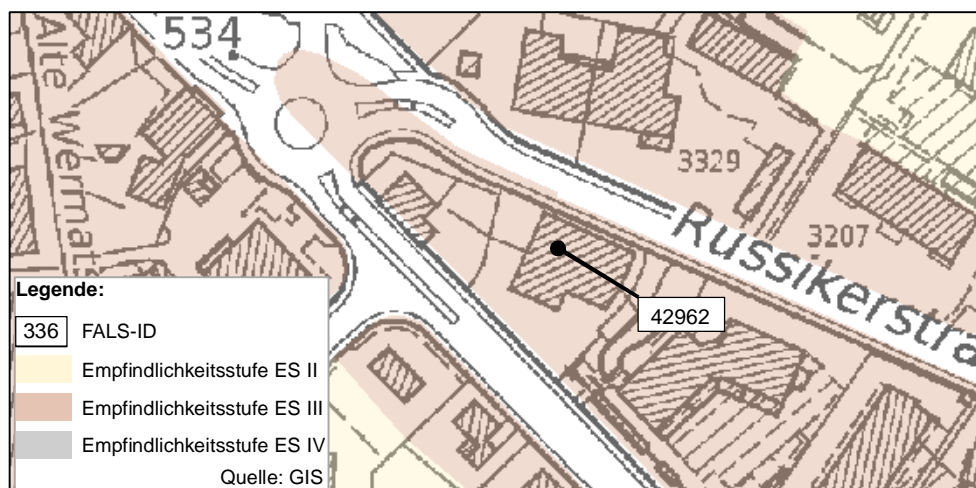 534
Alte Wermats
3329
3207
Russikerstra
42962
Legende:
336 FALS-ID
Empfindlichkeitsstufe ES II
Empfindlichkeitsstufe ES III
Empfindlichkeitsstufe ES IV
Quelle: GIS